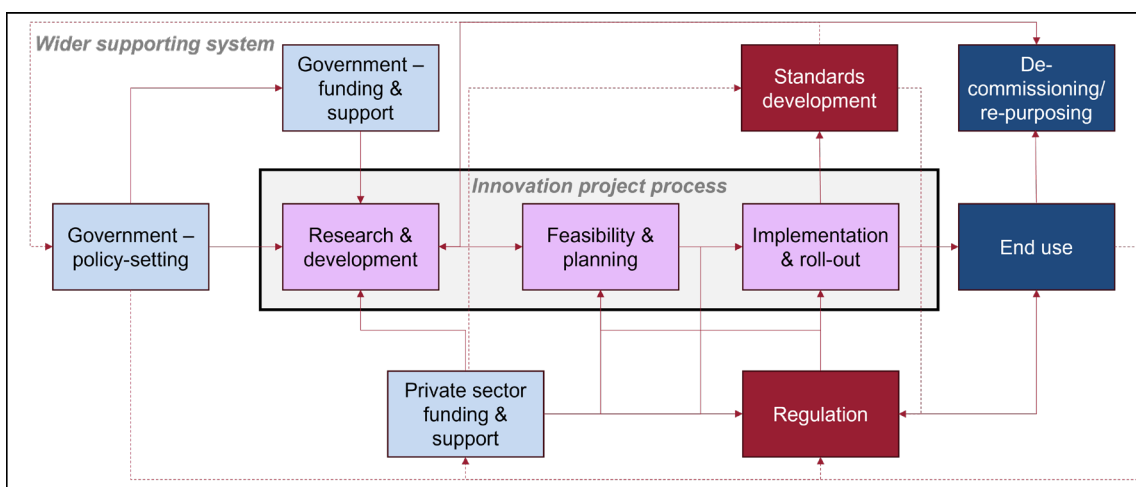 Wider supporting system
Government –
funding &
support
Standards
development
De-
commissioning/
re-purposing
Innovation project process
Government –
policy-setting
Research &
development
Feasibility &
planning
Implementation
& roll-out
End use
Private sector
funding &
support
Regulation